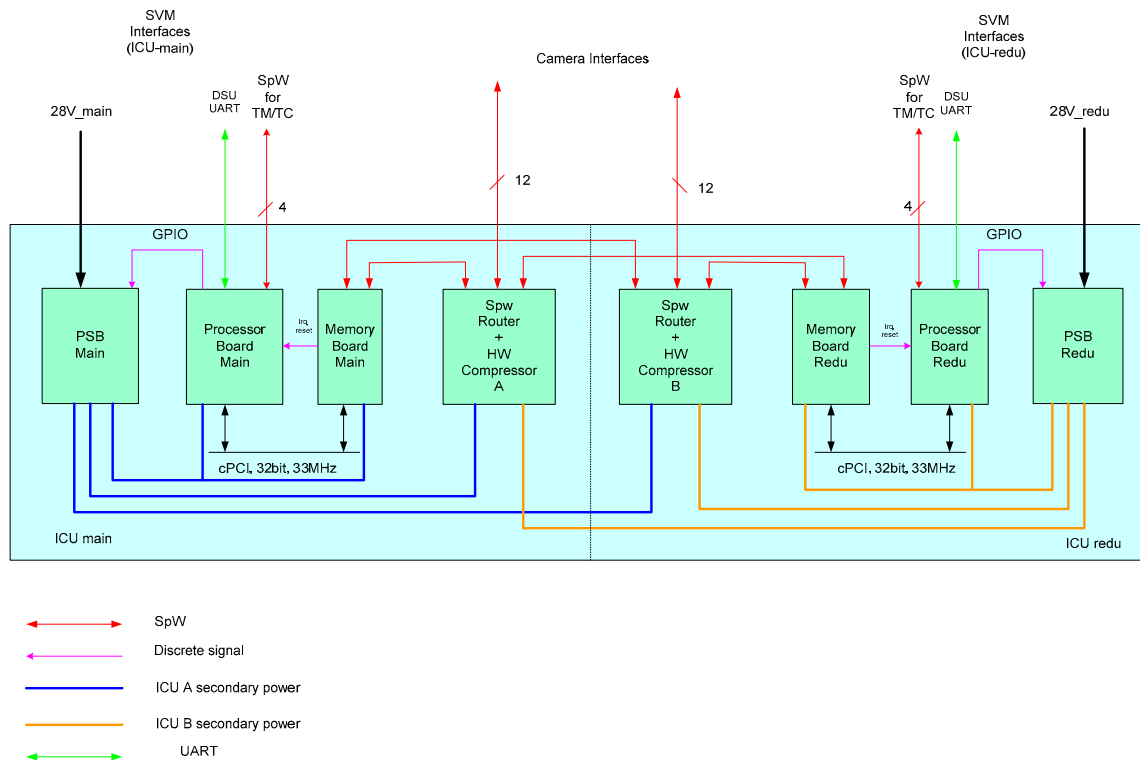 SVM
Interfaces
(ICU-main)
SVM
Interfaces
(ICU-redu)
Camera Interfaces
28V_main
DSU
UART
SpW
for
TM/TC
SpW
for
TM/TC
DSU
UART
28V_redu
12
12
4
4
GPIO
GPIO
PSB
Main
Processor
Board
Main
Irq,
reset
Memory
Board
Main
Spw
Router
+
HW
Compressor
A
Spw
Router
+
HW
Compressor
B
Memory
Board
Redu
Irq,
reset
Processor
Board
Redu
PSB
Redu
cPCI, 32bit, 33MHz
cPCI, 32bit, 33MHz
ICU main
ICU redu
SpW
Discrete signal
ICU A secondary power
ICU B secondary power
UART